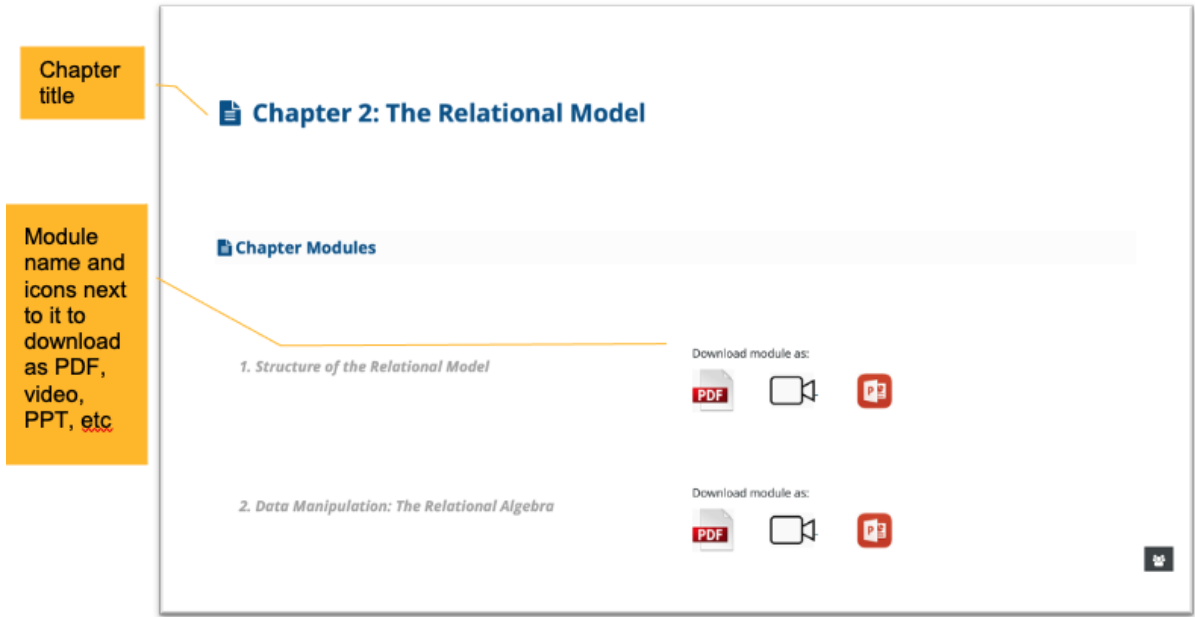 Chapter
title
Chapter 2: The Relational Model
Module
name and
icons next
to it to
download
as PDF,
video,
PPT, etc
Chapter Modules
1. Structure of the Relational Model
Download module as:
PDF
P
2. Data Manipulation: The Relational Algebra
Download module as:
PDF
P